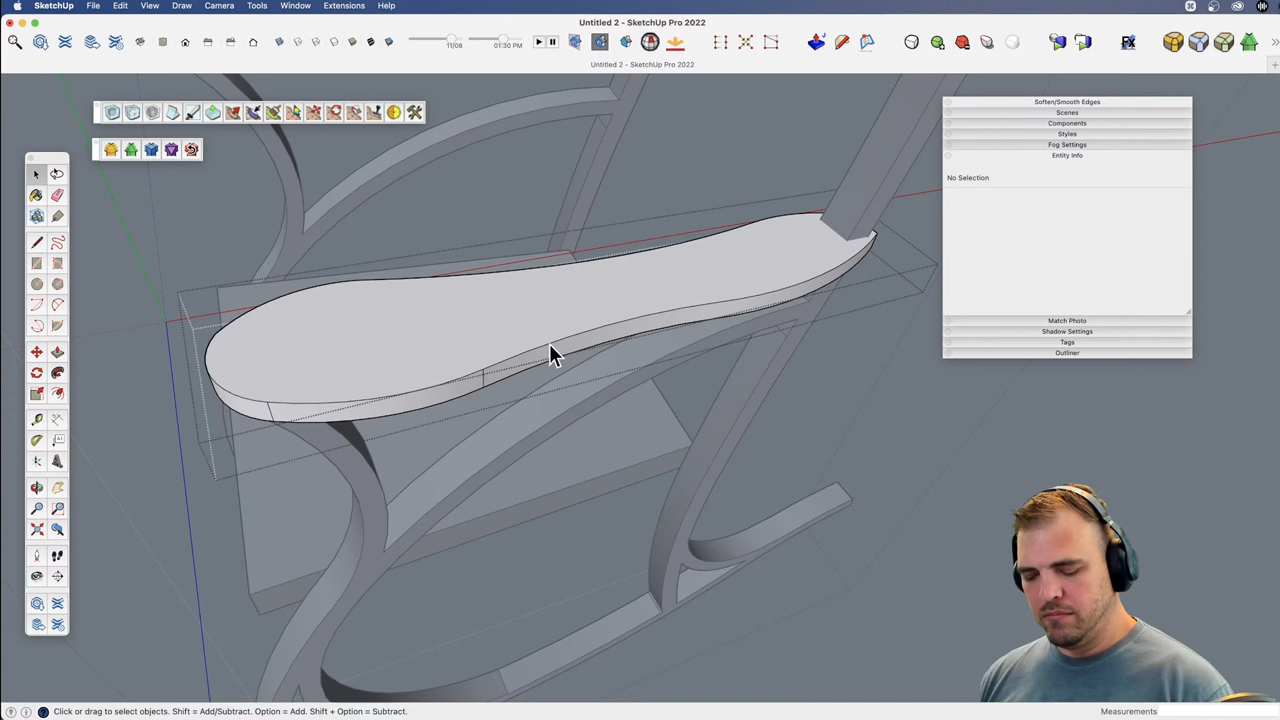 SketchUp File Edit View Draw Camera Tools Window Extensions Help
Untitled 2 - SketchUp Pro 2022
11/08 01:30 PM
Untitled 2 - SketchUp Pro 2022
Soften/Smooth Edges
Scenes
Components
Styles
Fog Settings
Entity Info
No Selection
Match Photo
Shadow Settings
Tags
Outliner
Click or drag to select objects. Shift = Add/Subtract. Option = Add. Shift + Option = Subtract.
Measurements